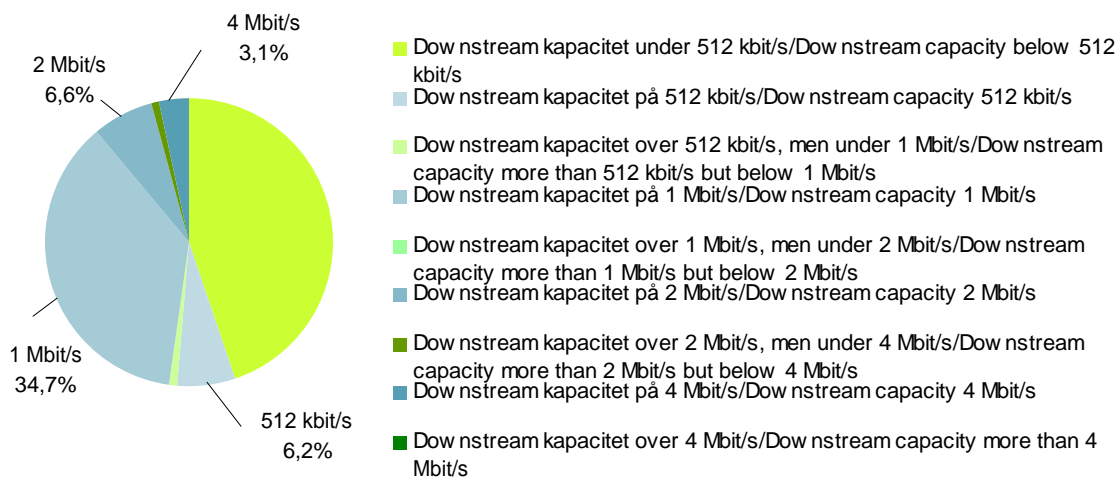 4 Mbit/s
3,1%
2 Mbit/s
6,6%
1 Mbit/s
34,7%
512 kbit/s
6,2%
Dow nstream kapacitet under 512 kbit/s/Dow nstream capacity below 512
kbit/s
Dow nstream kapacitet på 512 kbit/s/Dow nstream capacity 512 kbit/s
Dow nstream kapacitet over 512 kbit/s, men under 1 Mbit/s/Dow nstream
capacity more than 512 kbit/s but below 1 Mbit/s
Dow nstream kapacitet på 1 Mbit/s/Dow nstream capacity 1 Mbit/s
Dow nstream kapacitet over 1 Mbit/s, men under 2 Mbit/s/Dow nstream
capacity more than 1 Mbit/s but below 2 Mbit/s
Dow nstream kapacitet på 2 Mbit/s/Dow nstream capacity 2 Mbit/s
Dow nstream kapacitet over 2 Mbit/s, men under 4 Mbit/s/Dow nstream
capacity more than 2 Mbit/s but below 4 Mbit/s
Dow nstream kapacitet på 4 Mbit/s/Dow nstream capacity 4 Mbit/s
Dow nstream kapacitet over 4 Mbit/s/Dow nstream capacity more than 4
Mbit/s